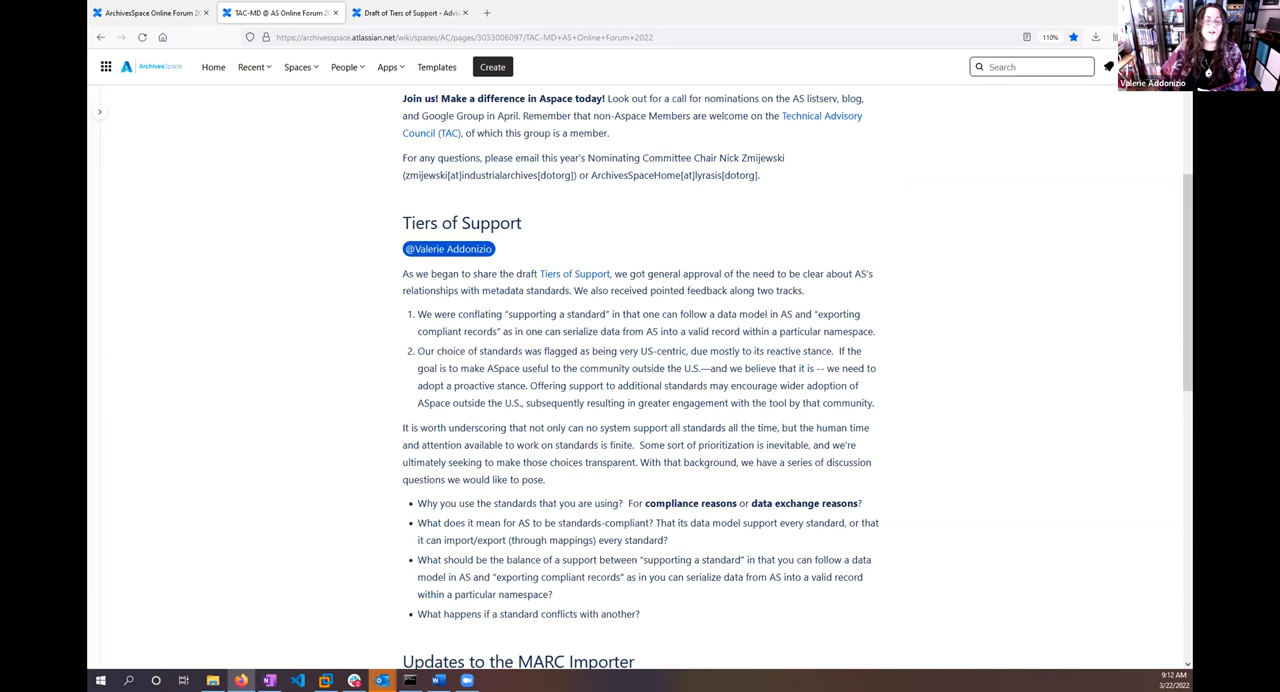 ArchivesSpace Online Forum 20
TAC-MD @ AS Online Forum 20
Draft of Tiers of Support - Advis
https://archivesspace.atlassian.net/wiki/spaces/AC/pages/3033006097/TAC-MD+AS+Online+Forum+2022
110%
Valerie Addonizio
ArchivesSpace
Home
Recent
Spaces
People
Apps
Templates
Create
Search
Join us! Make a difference in Aspace today! Look out for a call for nominations on the AS listserv, blog,
and Google Group in April. Remember that non-Aspace Members are welcome on the Technical Advisory
Council (TAC), of which this group is a member.
For any questions, please email this year's Nominating Committee Chair Nick Zmijewski
(zmijewski[at]industrialarchives[dotorg]) or ArchivesSpaceHome[at]lyrasis[dotorg].
Tiers of Support
@Valerie Addonizio
As we began to share the draft Tiers of Support, we got general approval of the need to be clear about AS's
relationships with metadata standards. We also received pointed feedback along two tracks.
1. We were conflating "supporting a standard" in that one can follow a data model in AS and "exporting
compliant records" as in one can serialize data from AS into a valid record within a particular namespace.
2. Our choice of standards was flagged as being very US-centric, due mostly to its reactive stance. If the
goal is to make ASpace useful to the community outside the U.S.—and we believe that it is -- we need to
adopt a proactive stance. Offering support to additional standards may encourage wider adoption of
ASpace outside the U.S., subsequently resulting in greater engagement with the tool by that community.
It is worth underscoring that not only can no system support all standards all the time, but the human time
and attention available to work on standards is finite. Some sort of prioritization is inevitable, and we're
ultimately seeking to make those choices transparent. With that background, we have a series of discussion
questions we would like to pose.
• Why you use the standards that you are using? For compliance reasons or data exchange reasons?
• What does it mean for AS to be standards-compliant? That its data model support every standard, or that
it can import/export (through mappings) every standard?
• What should be the balance of a support between "supporting a standard" in that you can follow a data
model in AS and "exporting compliant records" as in you can serialize data from AS into a valid record
within a particular namespace?
• What happens if a standard conflicts with another?
Updates to the MARC Importer
9:12 AM
3/22/2022